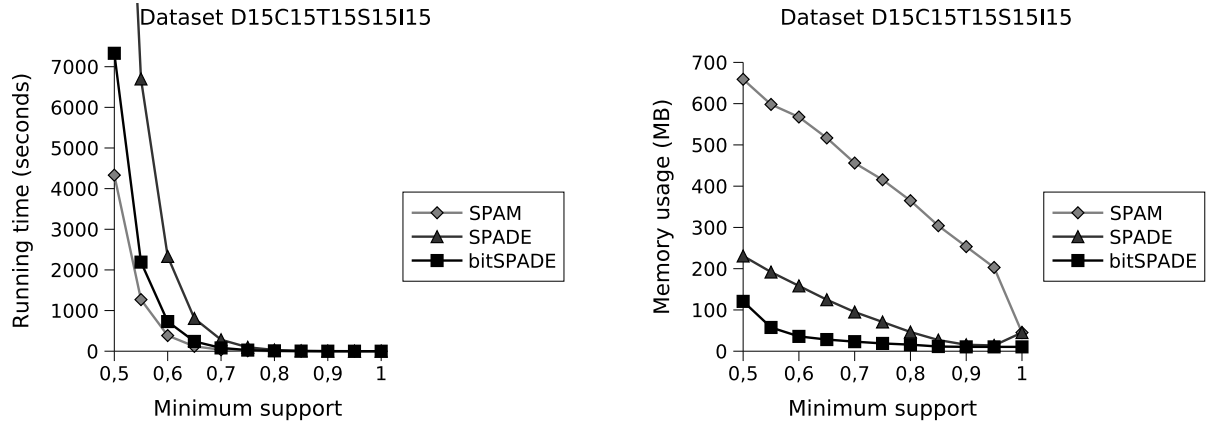 Dataset D15C15T15S15I15
7000
6000
5000
4000
3000
2000
1000
0
0,5 0,6 0,7 0,8 0,9 1
Running time (seconds)
Minimum support
SPAM
SPADE
bitSPADE
Dataset D15C15T15S15I15
700
600
500
400
300
200
100
0
0,5 0,6 0,7 0,8 0,9 1
Memory usage (MB)
Minimum support
SPAM
SPADE
bitSPADE